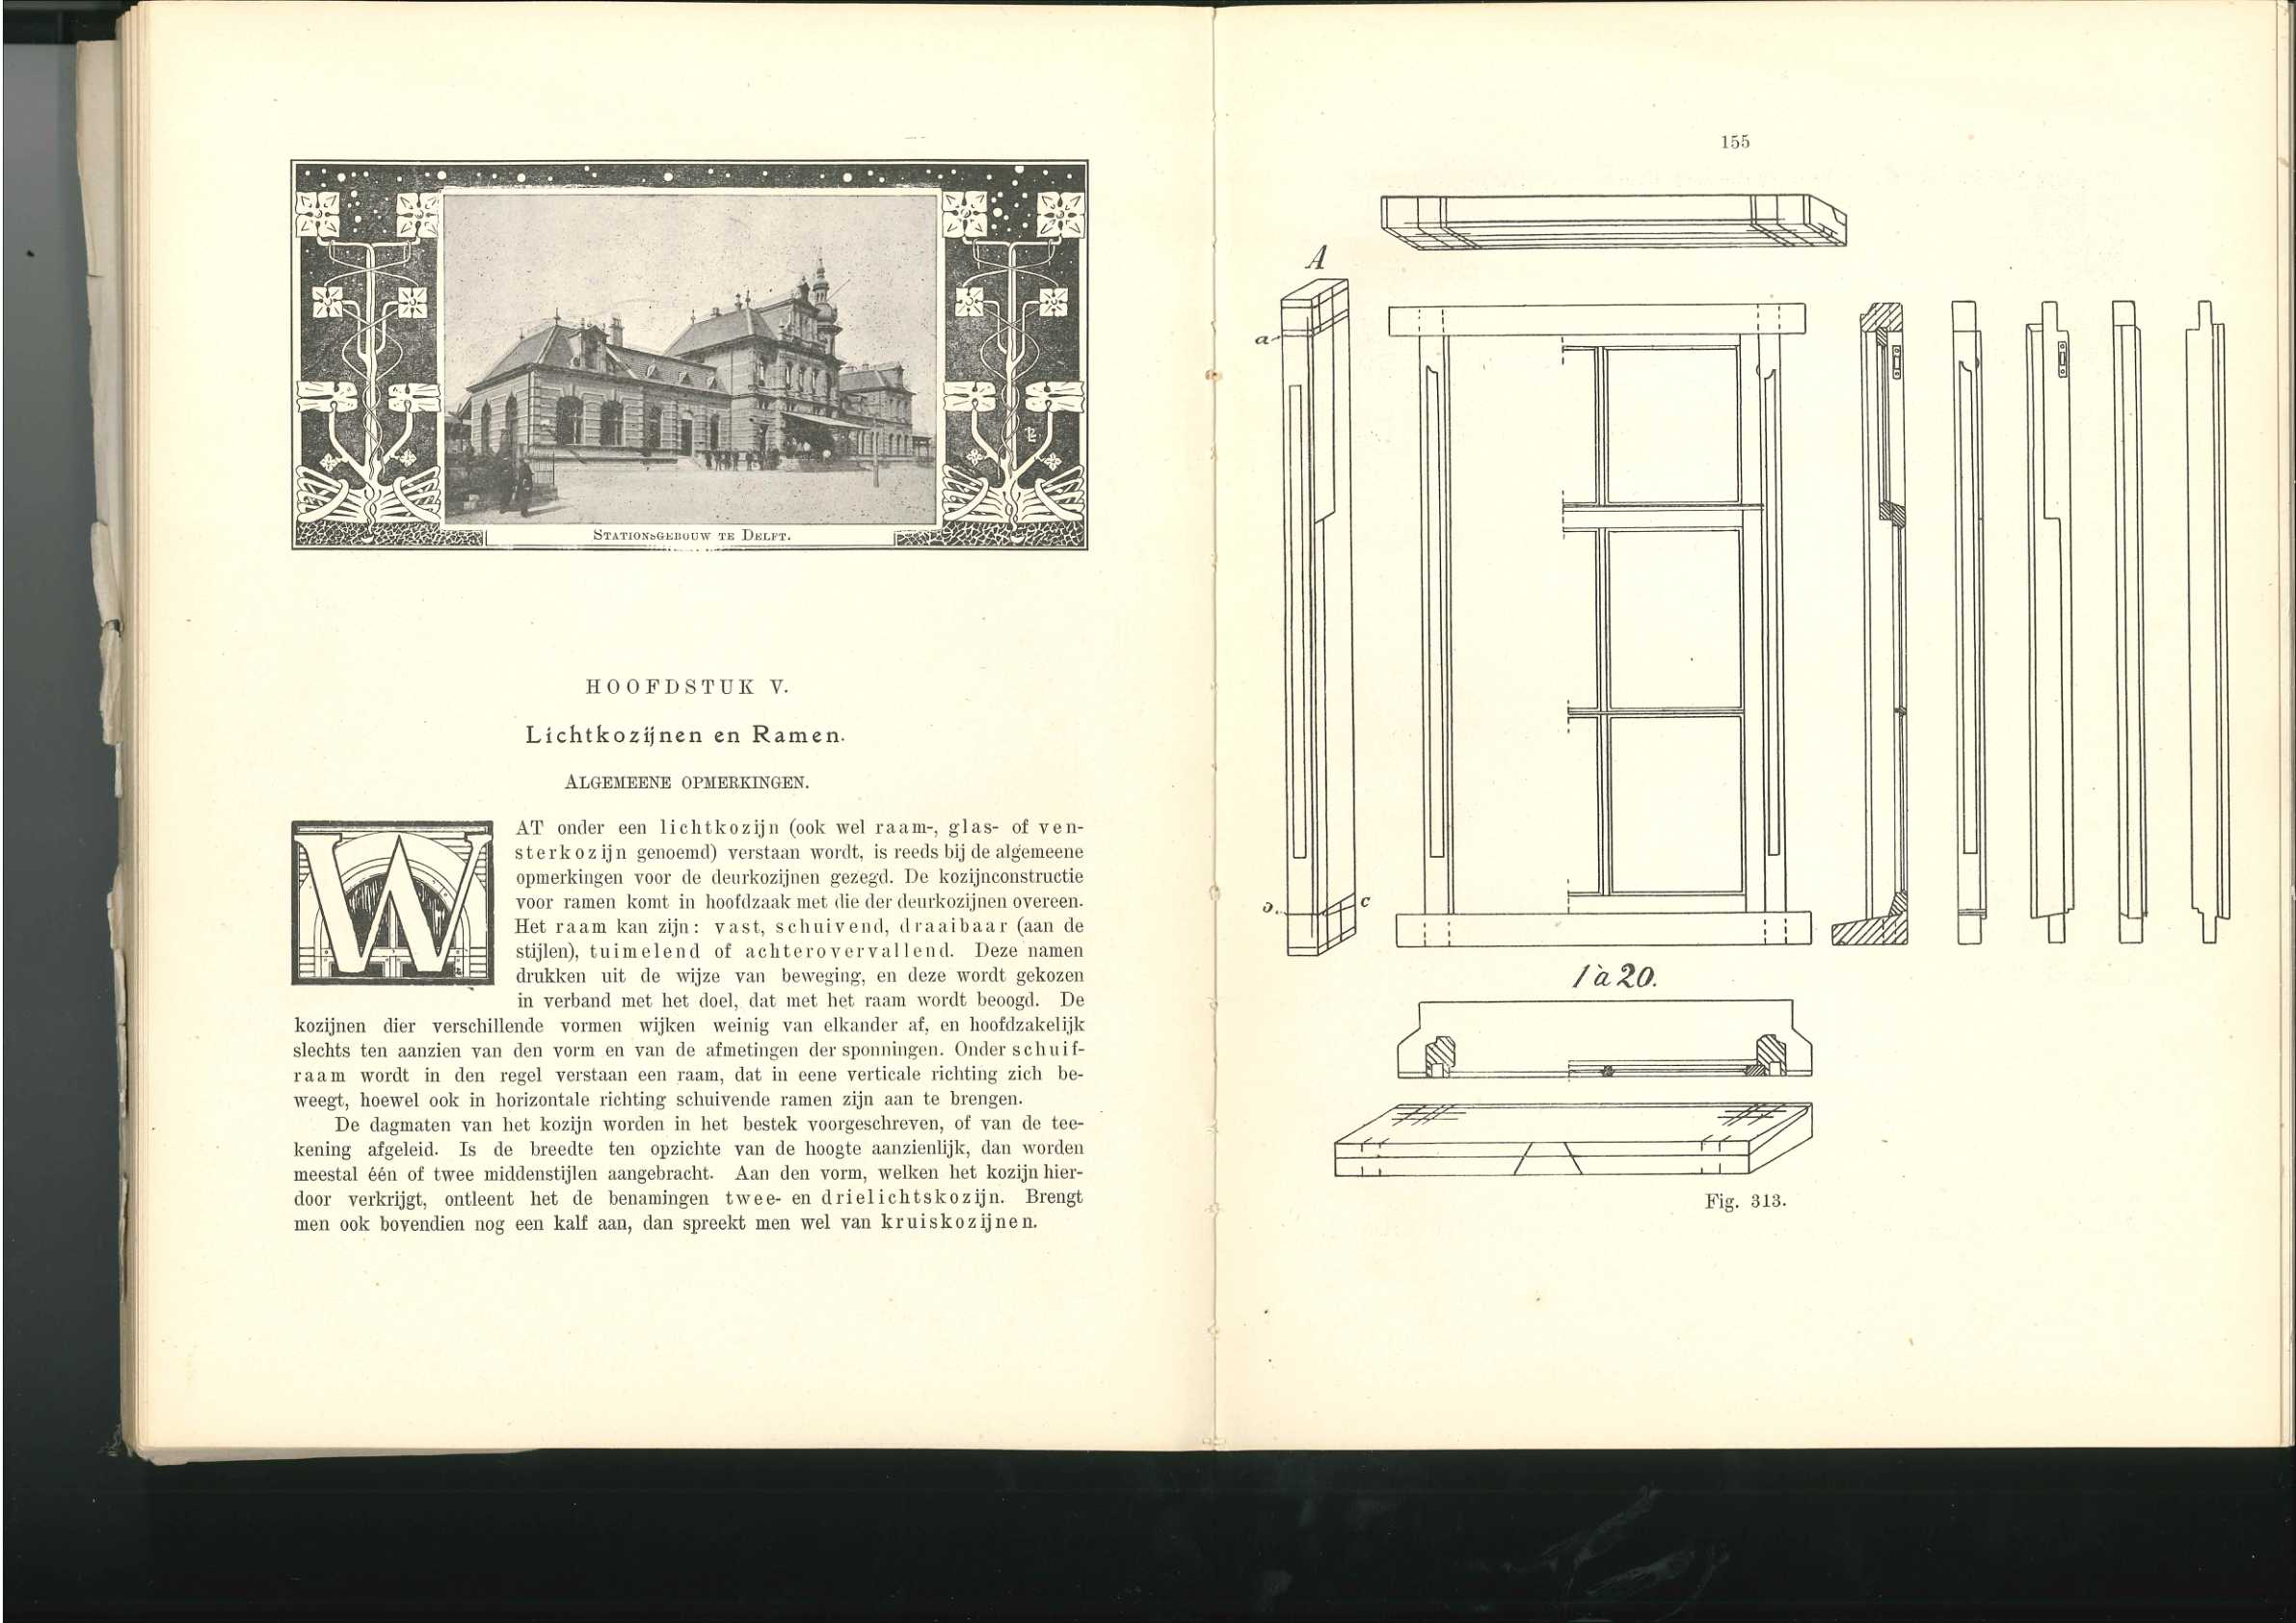 STATIONSGEBOUW TE DELFT.
HOOFDSTUK V.
Lichtkozijnen en Ramen.
ALGEMEENE OPMERKINGEN.
WAT onder een lichtkozijn (ook wel raam-, glas- of ven-
sterkozijn genoemd) verstaan wordt, is reeds bij de algemeene
opmerkingen voor de deurkozijnen gezegd. De kozijnconstructie
voor ramen komt in hoofdzaak met die der deurkozijnen overeen.
Het raam kan zijn: vast, schuivend, draaibaar (aan de
stijlen), tuimelend of achterovervallend. Deze namen
drukken uit de wijze van beweging, en deze wordt gekozen
in verband met het doel, dat met het raam wordt beoogd. De
kozijnen dier verschillende vormen wijken weinig van elkander af, en hoofdzakelijk
slechts ten aanzien van den vorm en van de afmetingen der sponningen. Onder schuif-
raam wordt in den regel verstaan een raam, dat in eene verticale richting zich be-
weegt, hoewel ook in horizontale richting schuivende ramen zijn aan te brengen.
De dagmaten van het kozijn worden in het bestek voorgeschreven, of van de tee-
kening afgeleid. Is de breedte ten opzichte van de hoogte aanzienlijk, dan worden
meestal één of twee middenstijlen aangebracht. Aan den vorm, welken het kozijn hier-
door verkrijgt, ontleent het de benamingen twee- en drielichtskozijn. Brengt
men ook bovendien nog een kalf aan, dan spreekt men wel van kruiskozijnen.
155
A
a
c
1 à 20.
Fig. 313.